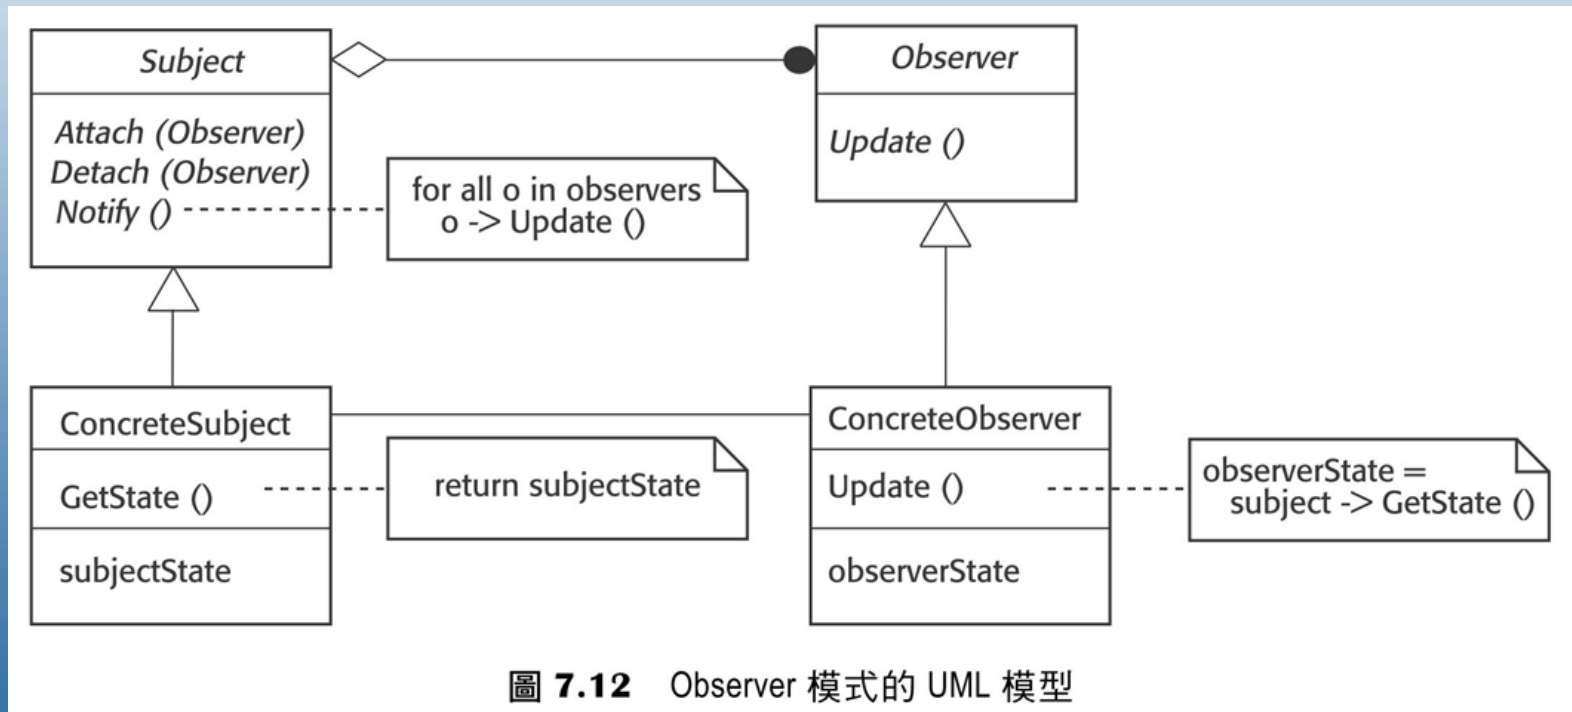 Subject
Attach (Observer)
Detach (Observer)
Notify ()
for all o in observers
o -> Update ()
Observer
Update ()
ConcreteSubject
GetState ()
subjectState
return subjectState
ConcreteObserver
Update ()
observerState
observerState =
subject -> GetState ()
圖 7.12 Observer 模式的 UML 模型